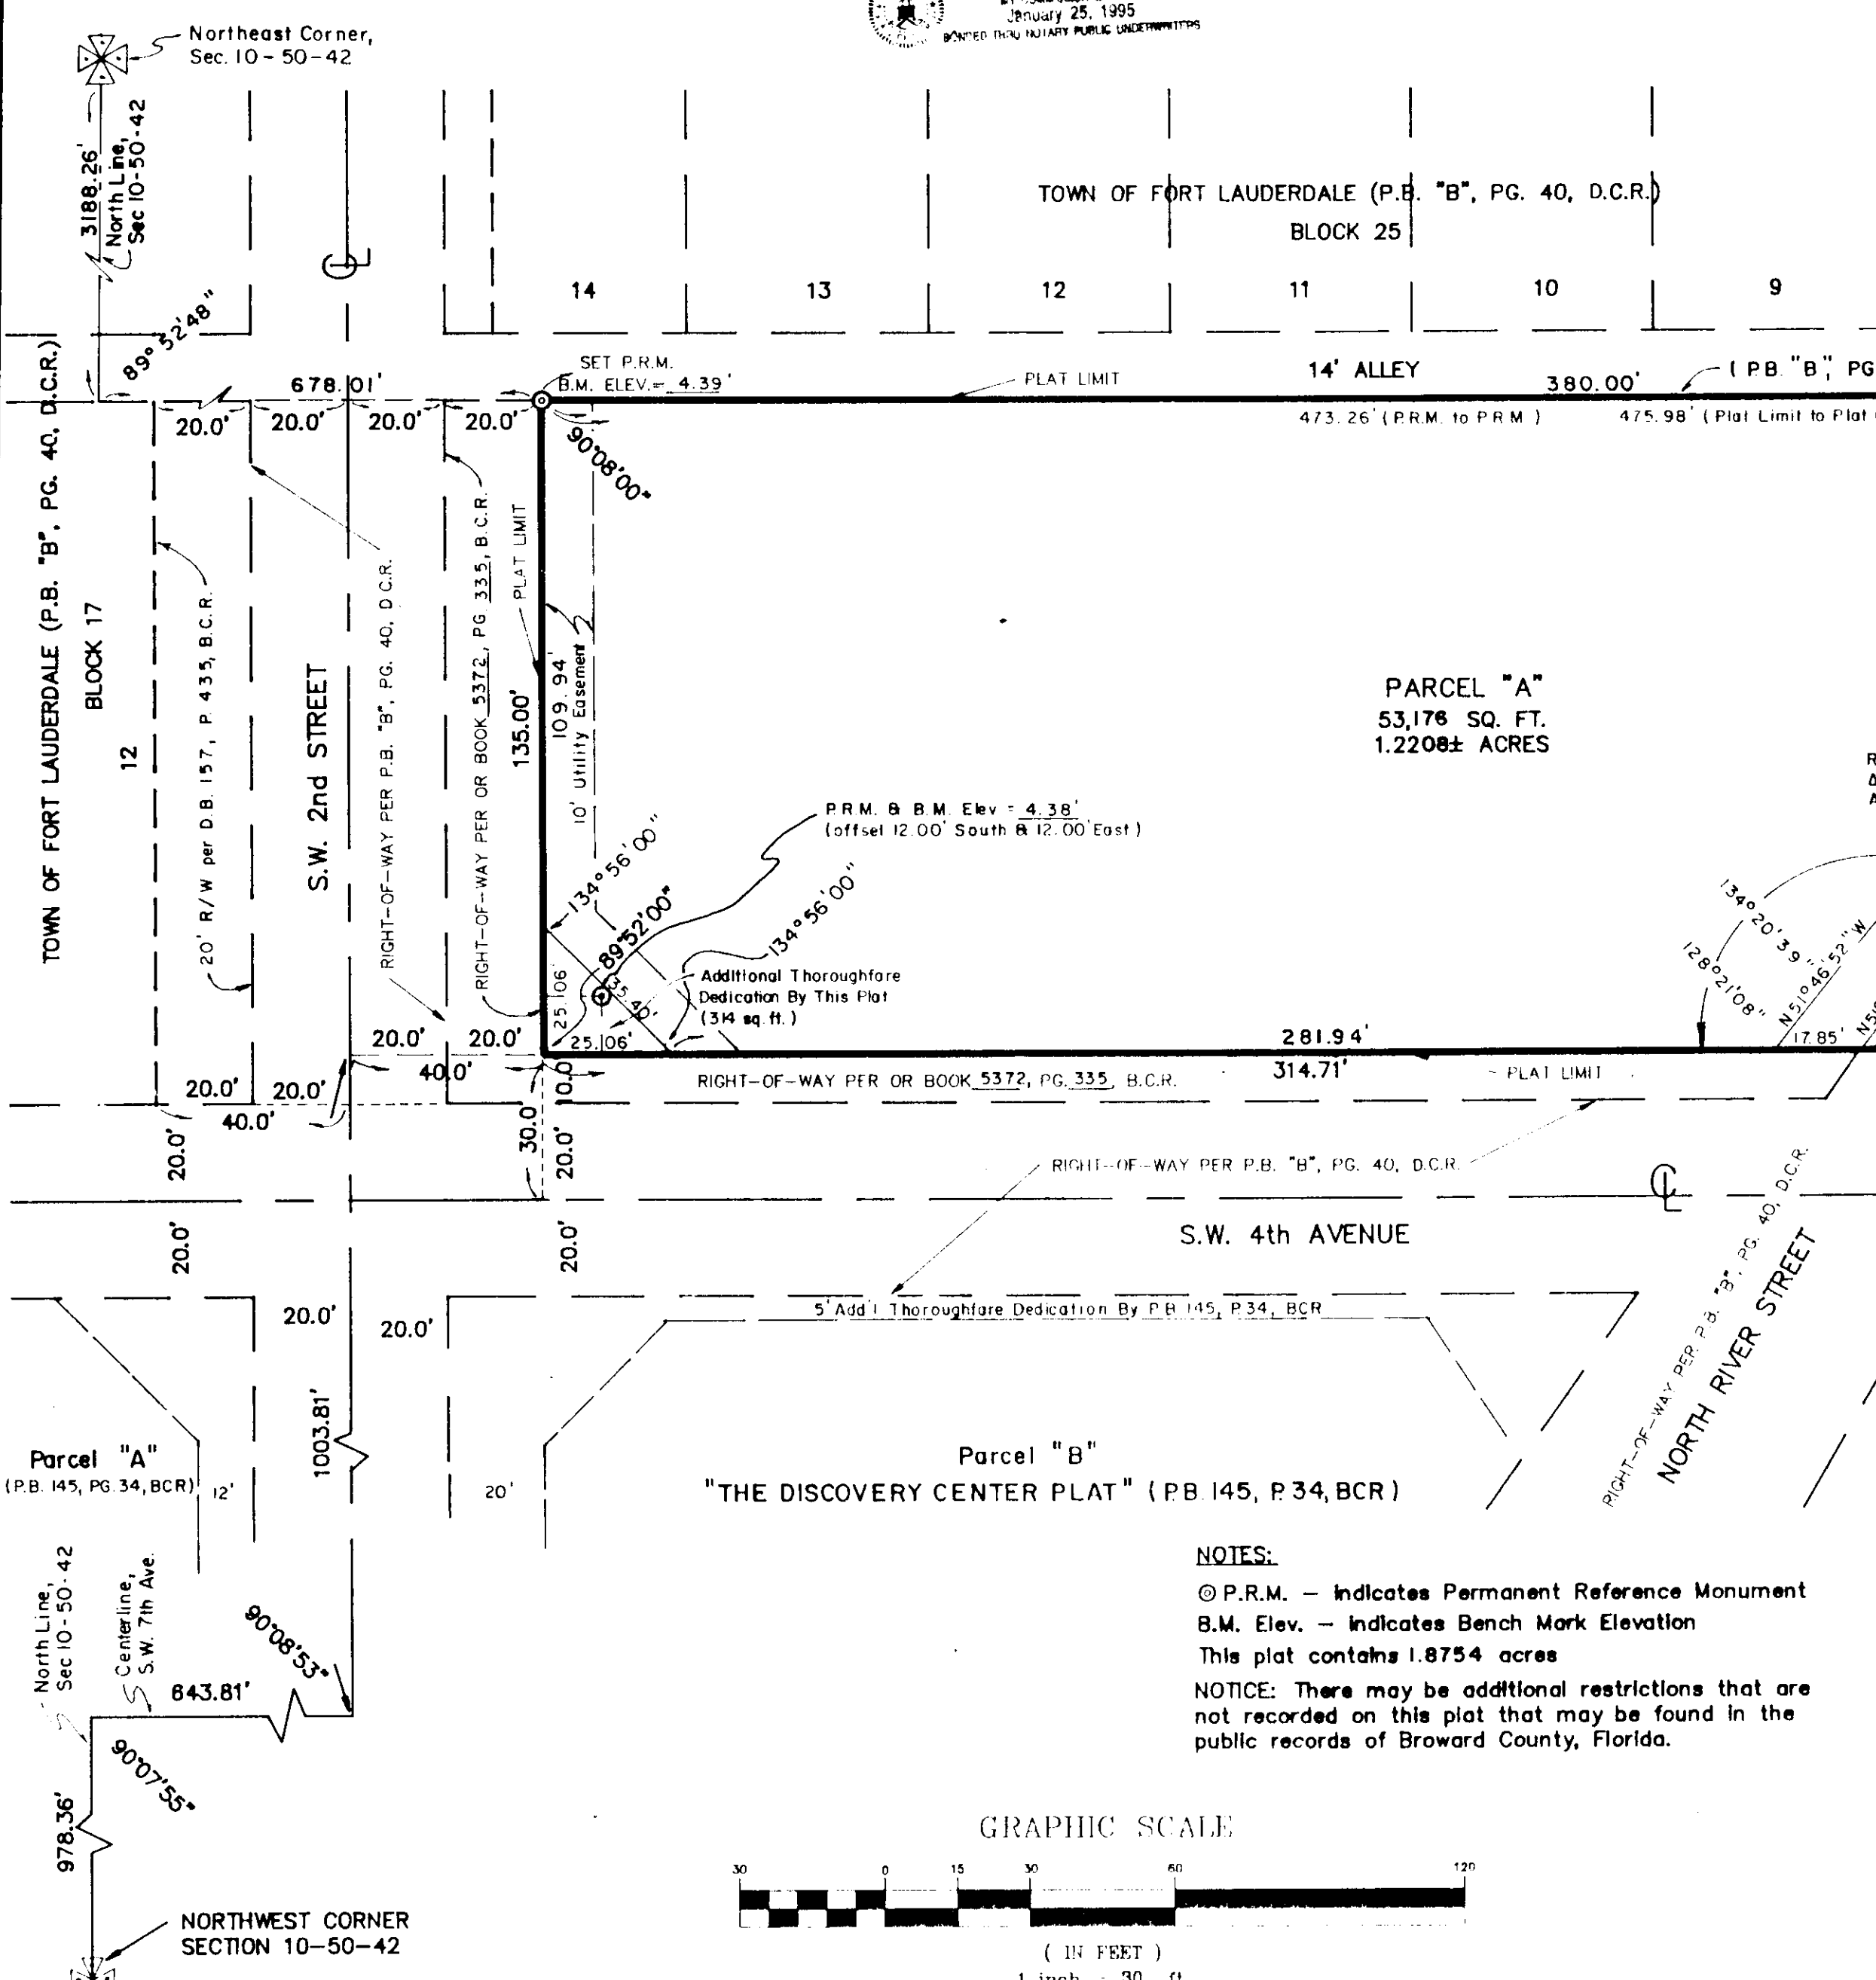 January 25, 1995
BONDED THRU NOTARY PUBLIC UNDERWRITERS
Northeast Corner,
Sec. 10-50-42
3188.26'
North Line,
Sec 10-50-42
89°52'48"
TOWN OF FORT LAUDERDALE (P.B. "B", PG. 40, D.C.R.)
BLOCK 25
14
13
12
11
10
9
SET P.R.M.
B.M. ELEV.= 4.39'
PLAT LIMIT
14' ALLEY
380.00'
(P.B. "B", PG
678.01'
20.0'
20.0'
20.0'
20.0'
473.26' (P.R.M. to P.R.M)
475.98' (Plat Limit to Plat
90°08'00"
TOWN OF FORT LAUDERDALE (P.B. "B", PG. 40, D.C.R.)
BLOCK 17
12
20' R/W per D.B. 157, P. 435, B.C.R.
S.W. 2nd STREET
RIGHT-OF-WAY PER P.B. "B", PG. 40, D.C.R.
RIGHT-OF-WAY PER OR BOOK 5372, PG. 335, B.C.R.
PLAT LIMIT
135.00'
109.94'
10' Utility Easement
PARCEL "A"
53,176 SQ. FT.
1.2208± ACRES
P.R.M. & B.M. Elev = 4.38'
(offset 12.00' South & 12.00' East)
134°56'00"
89°52'00"
134°56'00"
Additional Thoroughfare
Dedication By This Plat
(314 sq. ft.)
25.06'
35.40'
25.06'
134°20'39"
128°21'08"
N51°46'52"W
17.85'
281.94'
314.71'
20.0'
20.0'
40.0'
20.0'
20.0'
40.0'
RIGHT-OF-WAY PER OR BOOK 5372, PG. 335, B.C.R.
PLAT LIMIT
10.0'
30.0'
20.0'
20.0'
RIGHT-OF-WAY PER P.B. "B", PG. 40, D.C.R.
20.0'
20.0'
S.W. 4th AVENUE
20.0'
20.0'
5' Add'l Thoroughfare Dedication By P.B. 145, P. 34, BCR
RIGHT-OF-WAY PER P.B. "B", PG. 40, D.C.R.
NORTH RIVER STREET
1003.81'
Parcel "A"
(P.B. 145, PG. 34, BCR)
12'
20'
Parcel "B"
"THE DISCOVERY CENTER PLAT" (P.B. 145, P. 34, BCR)
North Line,
Sec 10-50-42
Centerline,
S.W. 7th Ave.
90°08'53"
643.81'
90°07'55"
978.36'
NORTHWEST CORNER
SECTION 10-50-42
NOTES:
P.R.M. - Indicates Permanent Reference Monument
B.M. Elev. - Indicates Bench Mark Elevation
This plat contains 1.8754 acres
NOTICE: There may be additional restrictions that are
not recorded on this plat that may be found in the
public records of Broward County, Florida.
GRAPHIC SCALE
30 0 15 30 60 120
( IN FEET )
1 inch = 30 ft